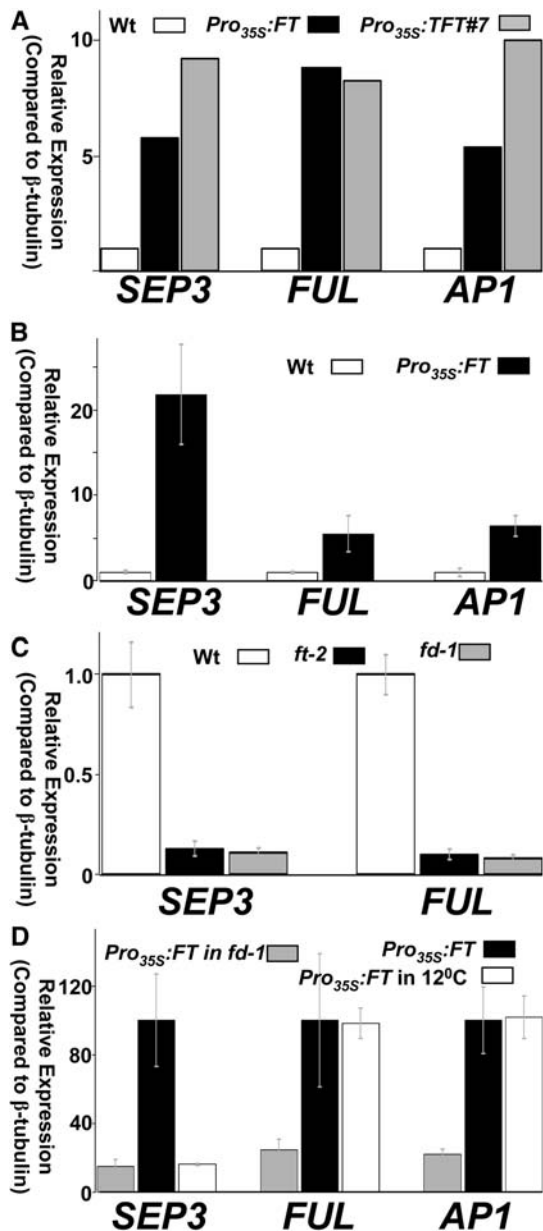 A
Wt Pro35S:FT Pro35S:TFT#7
Relative Expression
(Compared to β-tubulin)
10
5
SEP3 FUL AP1
B
Wt Pro35S:FT
Relative Expression
(Compared to β-tubulin)
20
10
5
0
SEP3 FUL AP1
C
Wt ft-2 fd-1
Relative Expression
(Compared to β-tubulin)
1.0
0.5
0
SEP3 FUL
D
Pro35S:FT in fd-1 Pro35S:FT
Pro35S:FT in 12⁰C
Relative Expression
(Compared to β-tubulin)
120
80
40
0
SEP3 FUL AP1